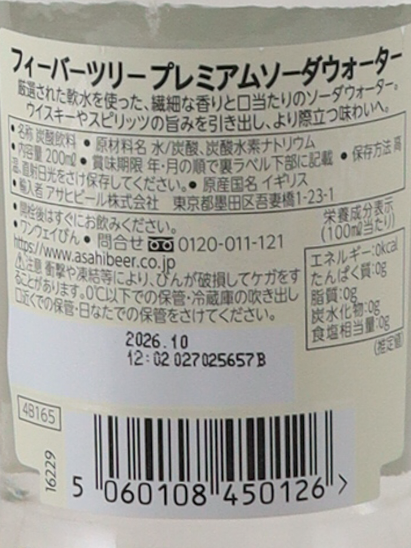 フィーバーツリー プレミアムソーダウォーター
厳選された軟水を使った、繊細な香りと口当たりのソーダウォーター。
ウイスキーやスピリッツの旨みを引き出し、より際立つ味わいへ。
●名称 炭酸飲料 ●原材料名 水/炭酸、炭酸水素ナトリウム
●内容量 200ml ●賞味期限 年・月の順で裏ラベル下部に記載 ●保存方法 高
温、直射日光をさけ保存してください。 ●原産国名 イギリス
●輸入者 アサヒビール株式会社 東京都墨田区吾妻橋1-23-1
●開栓後はすぐにお飲みください。
●ワンウェイびん ●問合せ 0120-011-121
https://www.asahibeer.co.jp
⚠注意 衝撃や凍結等により、びんが破損してケガをす
ることがあります。0℃以下での保管・冷蔵庫の吹き出し
口近くでの保管・日なたでの保管をさけてください。
栄養成分表示
(100ml当たり)
エネルギー:0kcal
たんぱく質:0g
脂質:0g
炭水化物:0g
食塩相当量:0g
(推定値)
2026.10
12:02 027025657B
4B165
16229
5 060108 450126 >